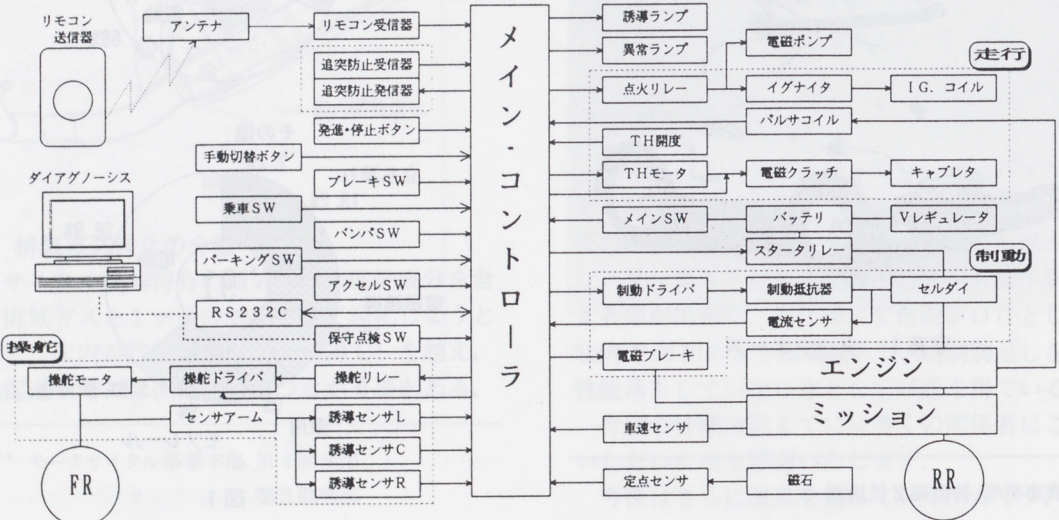 リモコン
送信器
アンテナ
リモコン受信器
追突防止受信器
追突防止発信器
発進・停止ボタン
手動切替ボタン
ブレーキSW
ダイアグノーシス
乗車SW
バンパSW
パーキングSW
アクセルSW
RS232C
保守点検SW
操舵
操舵モータ
操舵ドライバ
操舵リレー
センサアーム
誘導センサL
誘導センサC
誘導センサR
FR
メイン・コントローラ
誘導ランプ
異常ランプ
電磁ポンプ
走行
点火リレー
イグナイタ
IG.コイル
パルサコイル
TH開度
THモータ
電磁クラッチ
キャブレタ
メインSW
バッテリ
Vレギュレータ
スタータリレー
制動
制動ドライバ
制動抵抗器
セルダイ
電流センサ
電磁ブレーキ
エンジン
ミッション
車速センサ
定点センサ
磁石
RR